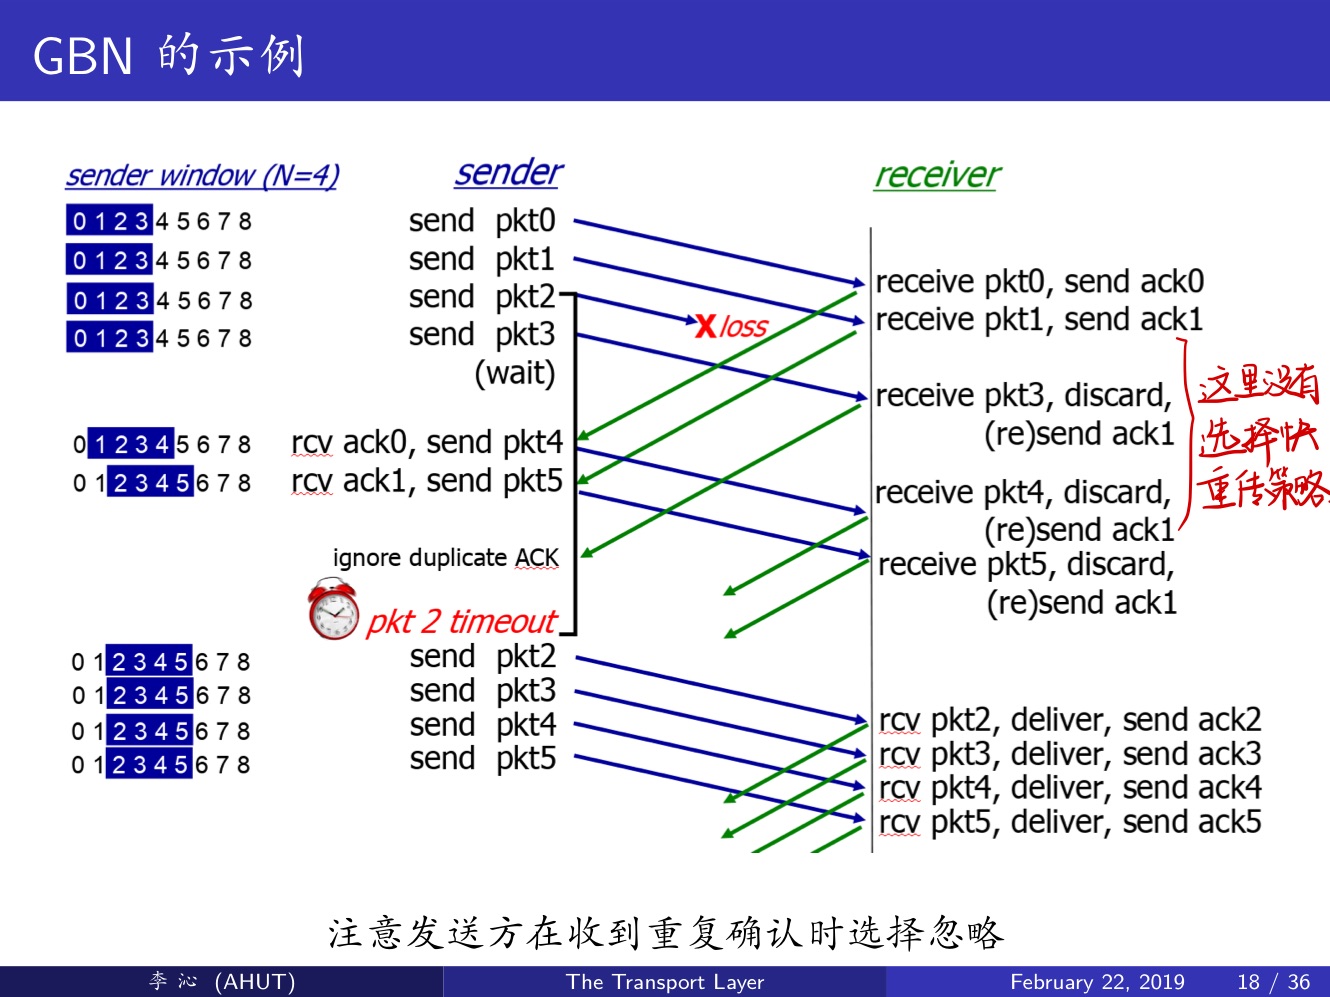 GBN 的示例
sender window (N=4) sender receiver
0 1 2 3 4 5 6 7 8 send pkt0
0 1 2 3 4 5 6 7 8 send pkt1
receive pkt0, send ack0
0 1 2 3 4 5 6 7 8 send pkt2
X loss
receive pkt1, send ack1
0 1 2 3 4 5 6 7 8 send pkt3
(wait)
receive pkt3, discard,
(re)send ack1
这里没有
选择快
重传策略
0 1 2 3 4 5 6 7 8 rcv ack0, send pkt4
0 1 2 3 4 5 6 7 8 rcv ack1, send pkt5
receive pkt4, discard,
(re)send ack1
ignore duplicate ACK
receive pkt5, discard,
(re)send ack1
pkt 2 timeout
0 1 2 3 4 5 6 7 8 send pkt2
0 1 2 3 4 5 6 7 8 send pkt3
0 1 2 3 4 5 6 7 8 send pkt4
0 1 2 3 4 5 6 7 8 send pkt5
rcv pkt2, deliver, send ack2
rcv pkt3, deliver, send ack3
rcv pkt4, deliver, send ack4
rcv pkt5, deliver, send ack5
注意发送方在收到重复确认时选择忽略
李沁 (AHUT) The Transport Layer February 22, 2019 18 / 36